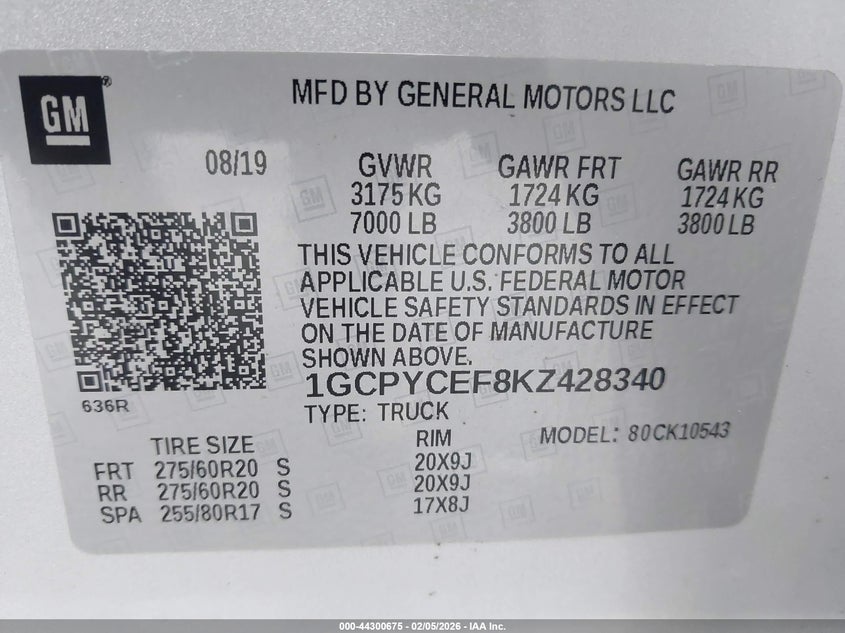 GM®
MFD BY GENERAL MOTORS LLC
08/19 GVWR GAWR FRT GAWR RR
3175 KG 1724 KG 1724 KG
7000 LB 3800 LB 3800 LB
THIS VEHICLE CONFORMS TO ALL
APPLICABLE U.S. FEDERAL MOTOR
VEHICLE SAFETY STANDARDS IN EFFECT
ON THE DATE OF MANUFACTURE
SHOWN ABOVE.
1GCPYCEF8KZ428340
636R
TYPE: TRUCK
TIRE SIZE RIM MODEL: 80CK10543
FRT 275/60R20 S 20X9J
RR 275/60R20 S 20X9J
SPA 255/80R17 S 17X8J
000-44300675 - 02/05/2026 - IAA Inc.